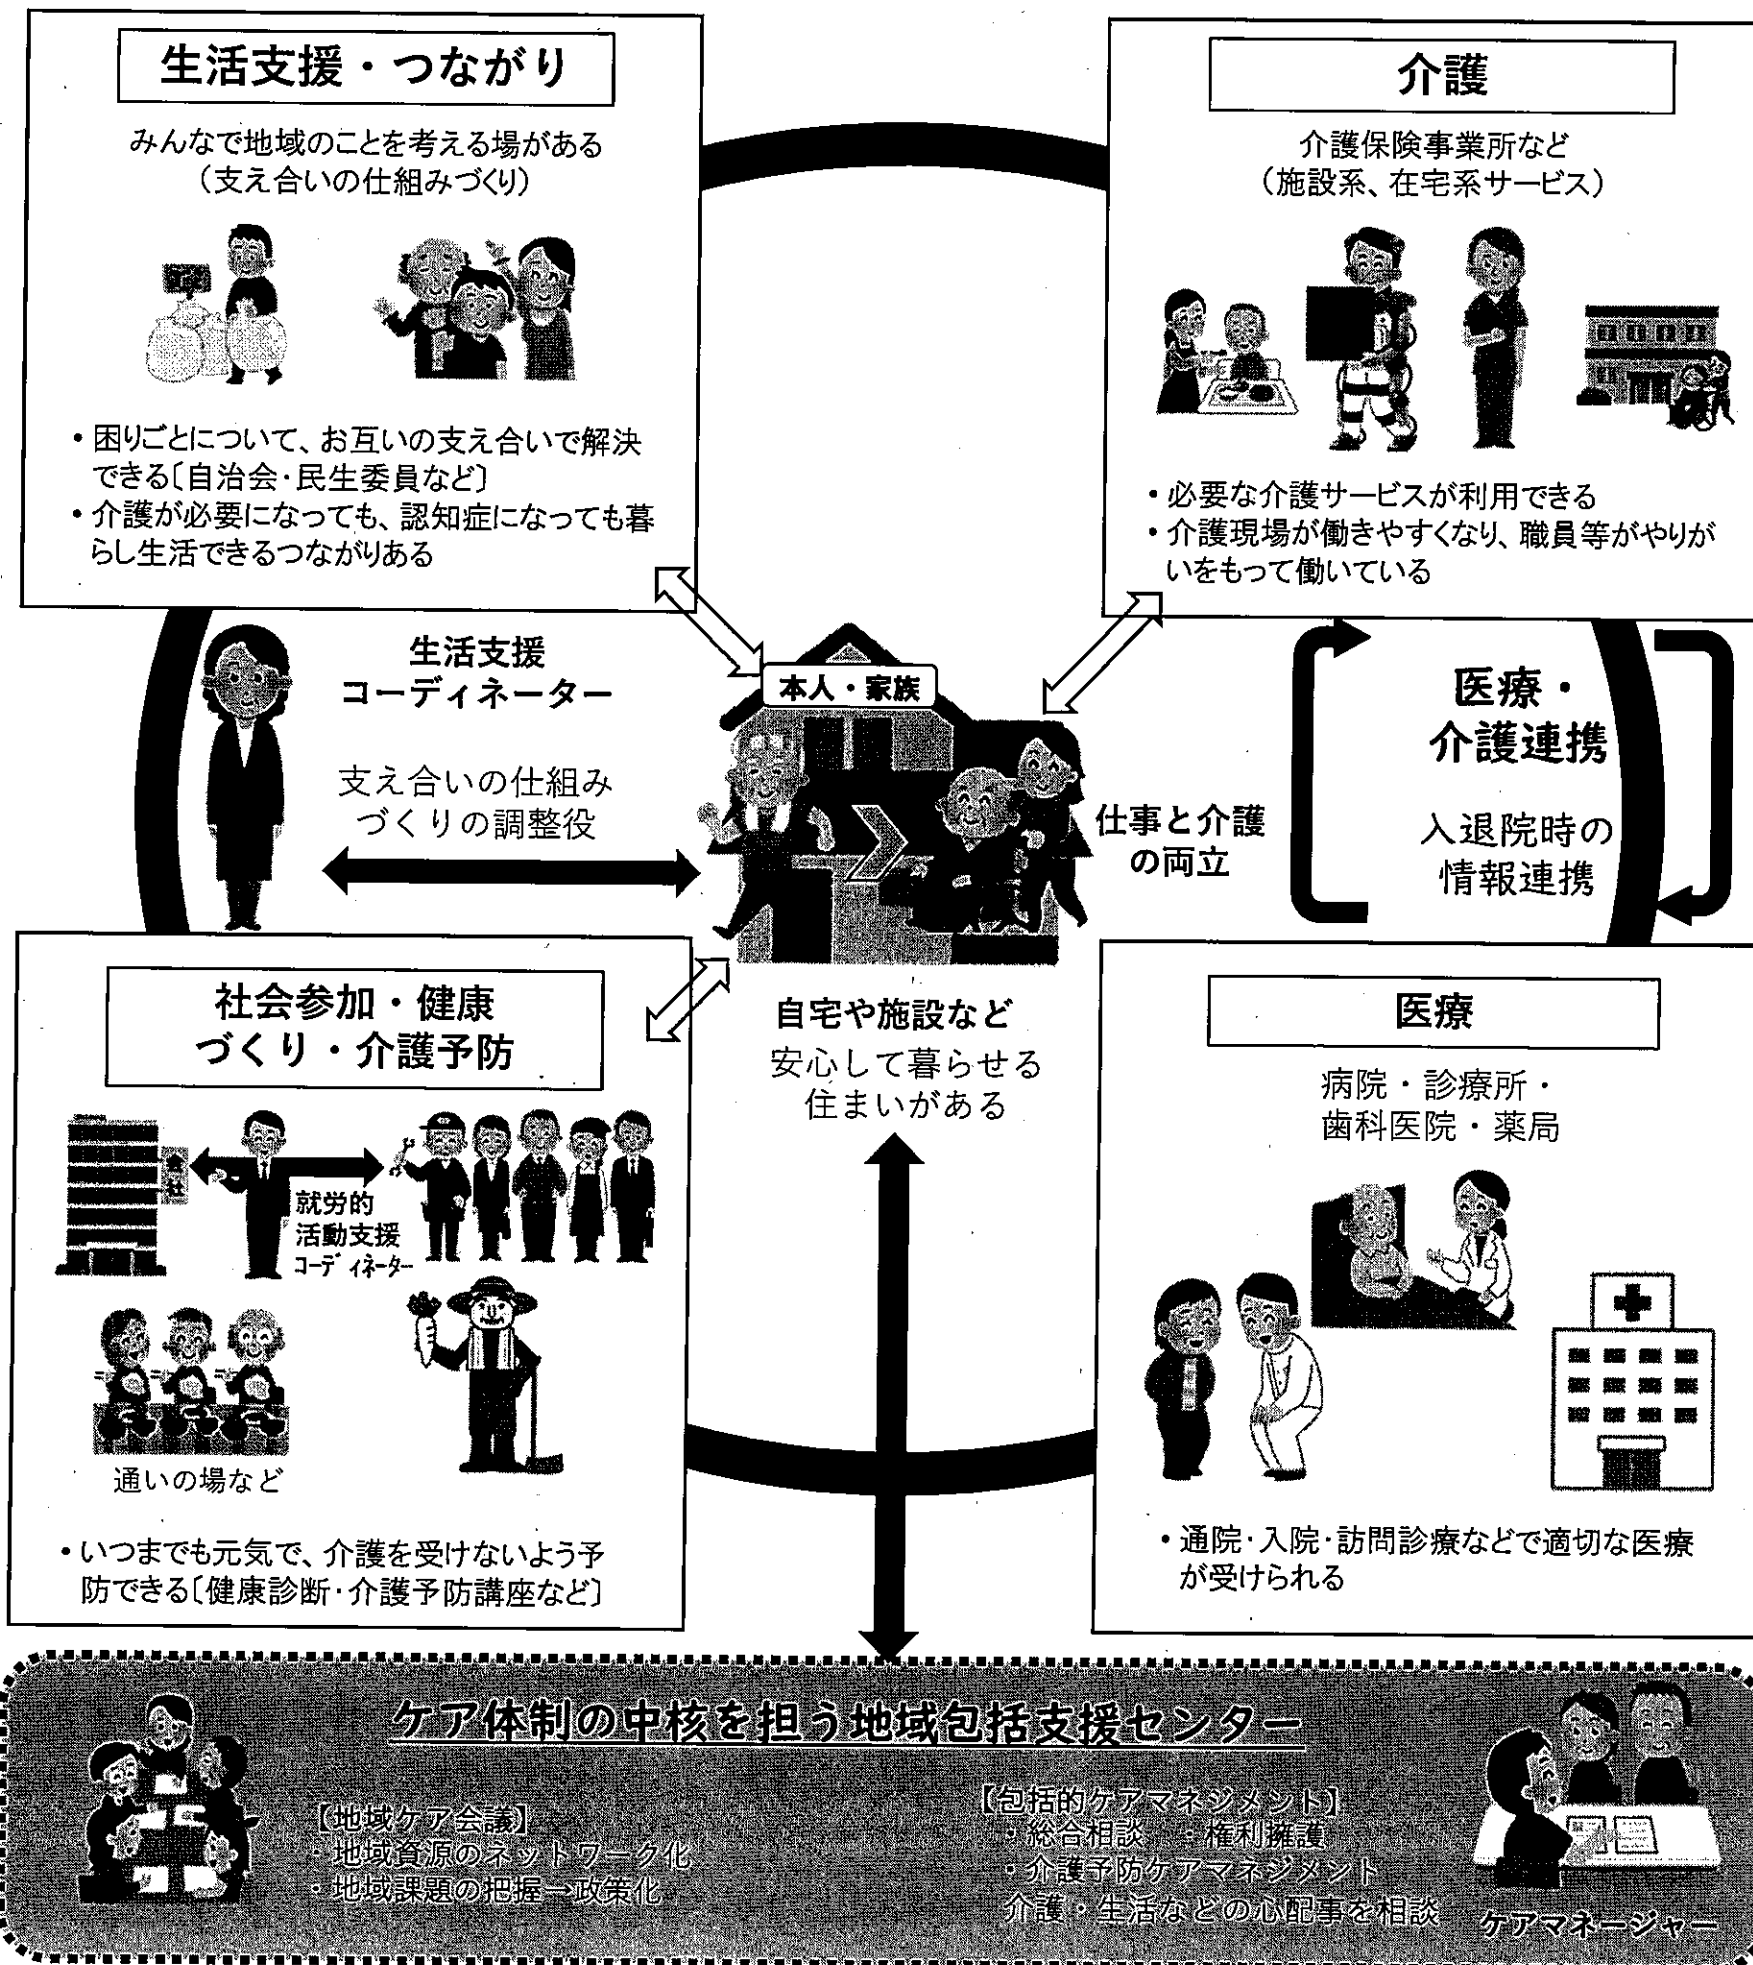 生活支援・つながり
みんなで地域のことを考える場がある
（支え合いの仕組みづくり）
・困りごとについて、お互いの支え合いで解決
できる〔自治会・民生委員など〕
・介護が必要になっても、認知症になっても暮
らし生活できるつながりある
介護
介護保険事業所など
（施設系、在宅系サービス）
・必要な介護サービスが利用できる
・介護現場が働きやすくなり、職員等がやりが
いをもって働いている
生活支援
コーディネーター
支え合いの仕組み
づくりの調整役
本人・家族
仕事と介護
の両立
医療・
介護連携
入退院時の
情報連携
自宅や施設など
安心して暮らせる
住まいがある
社会参加・健康
づくり・介護予防
会社
就労的
活動支援
コーディネーター
通いの場など
・いつまでも元気で、介護を受けないよう予
防できる〔健康診断・介護予防講座など〕
医療
病院・診療所・
歯科医院・薬局
・通院・入院・訪問診療などで適切な医療
が受けられる
ケア体制の中核を担う地域包括支援センター
【地域ケア会議】
・地域資源のネットワーク化
・地域課題の把握→政策化
【包括的ケアマネジメント】
・総合相談　・権利擁護
・介護予防ケアマネジメント
介護・生活などの心配事を相談
ケアマネージャー